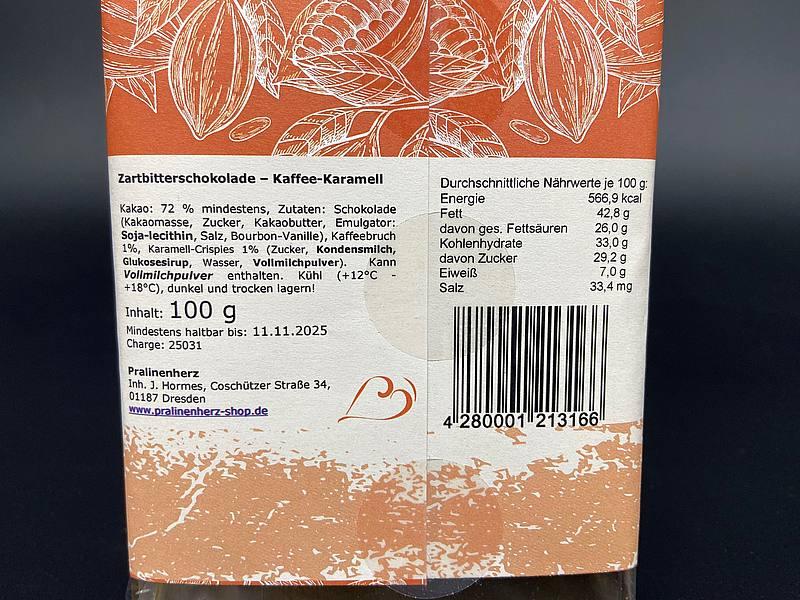 Zartbitterschokolade – Kaffee-Karamell
Kakao: 72 % mindestens, Zutaten: Schokolade
(Kakaomasse, Zucker, Kakaobutter, Emulgator:
Soja-lecithin, Salz, Bourbon-Vanille), Kaffeebruch
1%, Karamell-Crispies 1% (Zucker, Kondensmilch,
Glukosesirup, Wasser, Vollmilchpulver). Kann
Vollmilchpulver enthalten. Kühl (+12°C -
+18°C), dunkel und trocken lagern!
Inhalt: 100 g
Mindestens haltbar bis: 11.11.2025
Charge: 25031
Pralinenherz
Inh. J. Hormes, Coschützer Straße 34,
01187 Dresden
www.pralinenherz-shop.de
Durchschnittliche Nährwerte je 100 g:
Energie 566,9 kcal
Fett 42,8 g
davon ges. Fettsäuren 26,0 g
Kohlenhydrate 33,0 g
davon Zucker 29,2 g
Eiweiß 7,0 g
Salz 33,4 mg
4 280001 213166